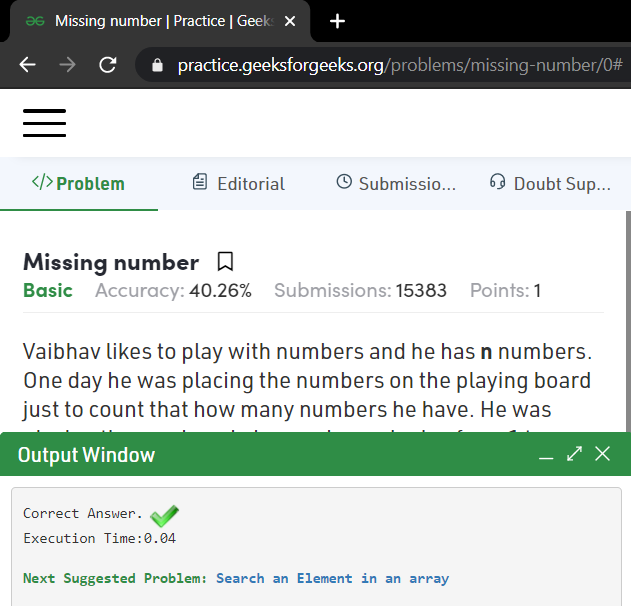 Missing number | Practice | Geek
practice.geeksforgeeks.org/problems/missing-number/0#
</>Problem Editorial Submissio... Doubt Sup...
Missing number
Basic Accuracy: 40.26% Submissions: 15383 Points: 1
Vaibhav likes to play with numbers and he has n numbers.
One day he was placing the numbers on the playing board
just to count that how many numbers he have. He was
Output Window
Correct Answer.
Execution Time:0.04
Next Suggested Problem: Search an Element in an array